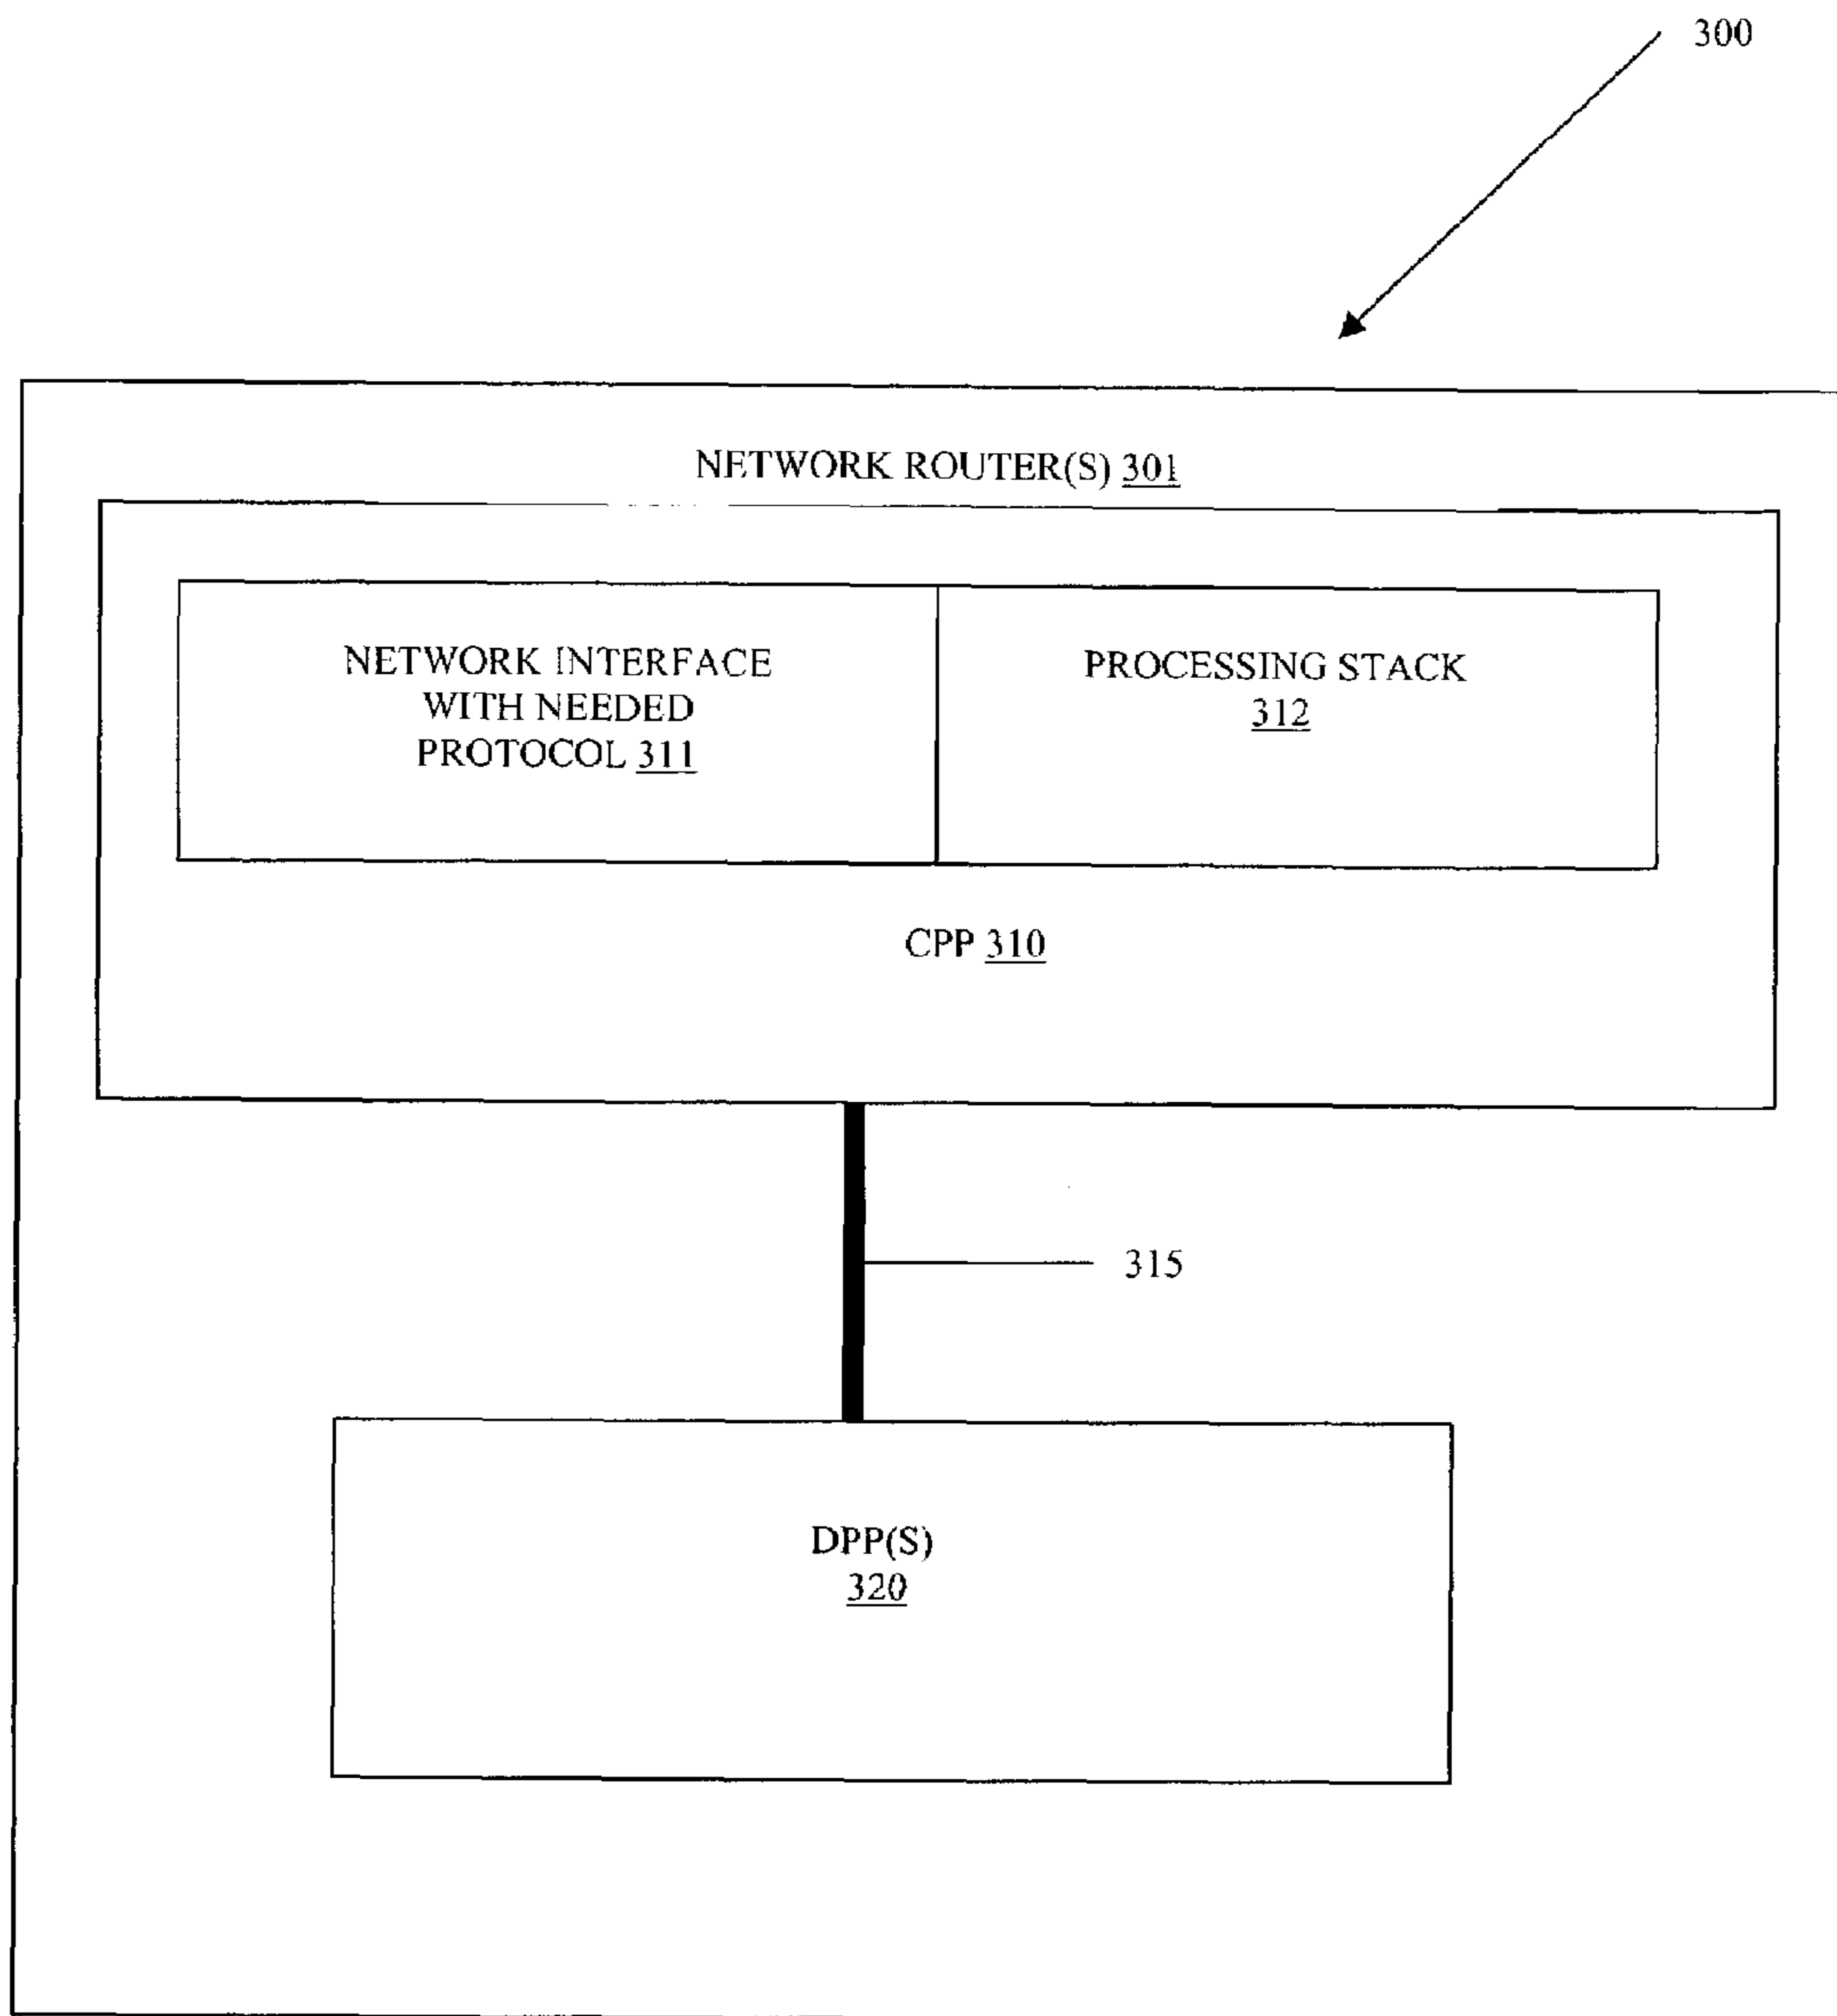 300
NETWORK ROUTER(S) 301
NETWORK INTERFACE
WITH NEEDED
PROTOCOL 311
PROCESSING STACK
312
CPP 310
315
DPP(S)
320